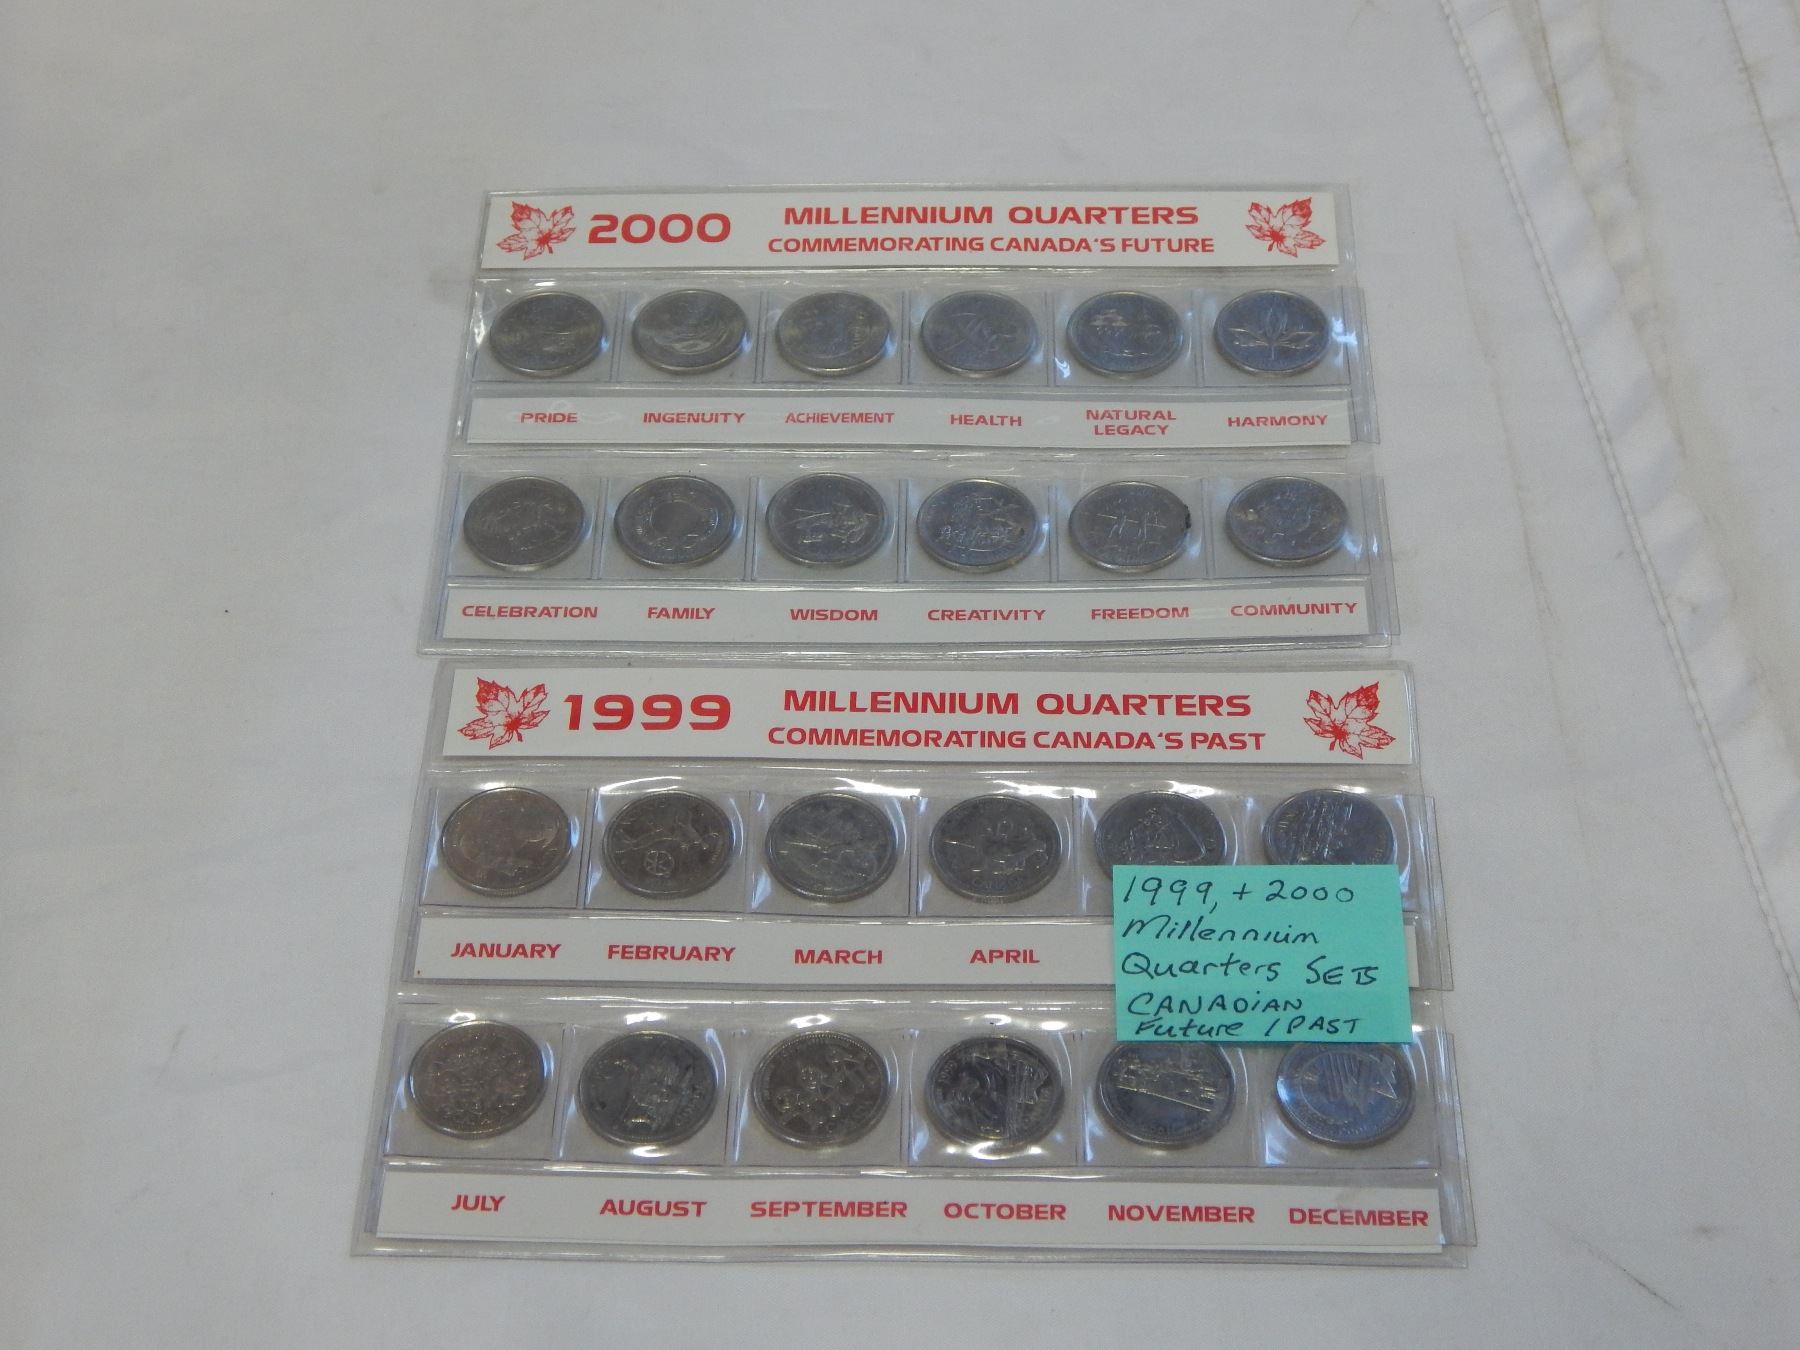 2000
MILLENNIUM QUARTERS
COMMEMORATING CANADA'S FUTURE
PRIDE INGENUITY ACHIEVEMENT HEALTH NATURAL LEGACY HARMONY
CELEBRATION FAMILY WISDOM CREATIVITY FREEDOM COMMUNITY
1999
MILLENNIUM QUARTERS
COMMEMORATING CANADA'S PAST
JANUARY FEBRUARY MARCH APRIL
1999, + 2000
Millennium
Quarters SETS
CANADIAN
Future / PAST
JULY AUGUST SEPTEMBER OCTOBER NOVEMBER DECEMBER